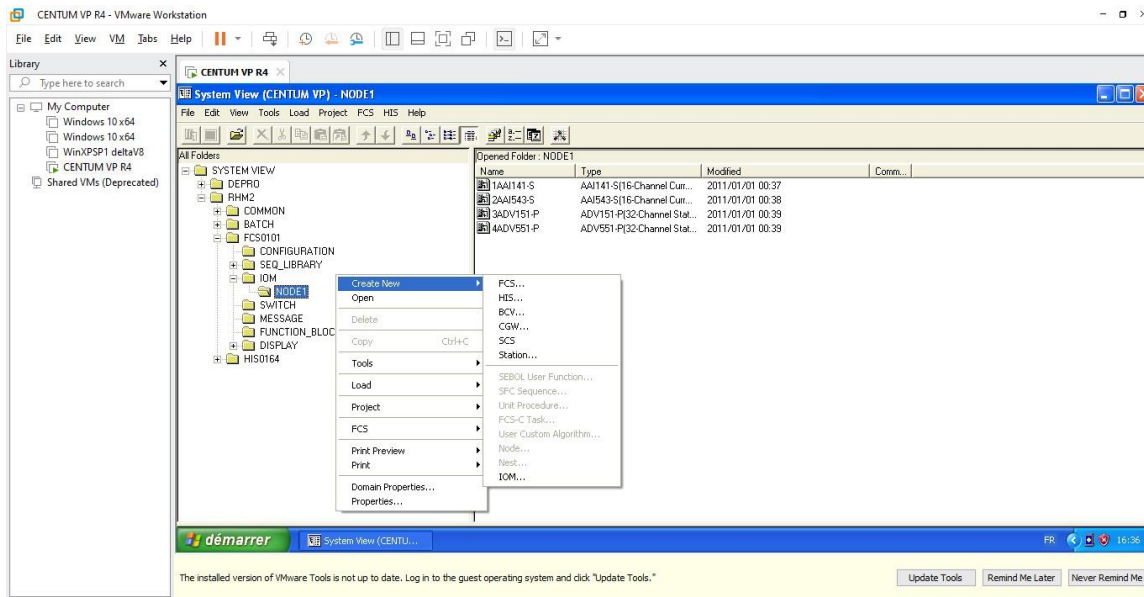 CENTUM VP R4 - VMware Workstation
File Edit View VM Tabs Help
Library
Type here to search
My Computer
Windows 10 x64
Windows 10 x64
WinXPSP1 deltaV8
CENTUM VP R4
Shared VMs (Deprecated)
CENTUM VP R4
System View (CENTUM VP) - NODE1
File Edit View Tools Load Project FCS HIS Help
All Folders
SYSTEM VIEW
DEPRO
RHM2
COMMON
BATCH
FCS0101
CONFIGURATION
SEQ_LIBRARY
IOM
NODE1
SWITCH
MESSAGE
FUNCTION_BLOC
DISPLAY
HIS0164
Opened Folder : NODE1
Name Type Modified Comm...
1AAI141-S AAI141-S(16-Channel Curr... 2011/01/01 00:37
2AAI543-S AAI543-S(16-Channel Curr... 2011/01/01 00:38
3ADV151-P ADV151-P(32-Channel Stat... 2011/01/01 00:39
4ADV551-P ADV551-P(32-Channel Stat... 2011/01/01 00:39
Create New
Open
Delete
Copy Ctrl+C
Tools
Load
Project
FCS
Print Preview
Print
Domain Properties...
Properties...
FCS...
HIS...
BCV...
CGW...
SCS
Station...
SEBOL User Function...
SFC Sequence...
Unit Procedure...
FCS-C Task...
User Custom Algorithm...
Node...
Nest...
IOM...
démarrer
System View (CENTU...
FR 16:36
The installed version of VMware Tools is not up to date. Log in to the guest operating system and click "Update Tools."
Update Tools Remind Me Later Never Remind Me